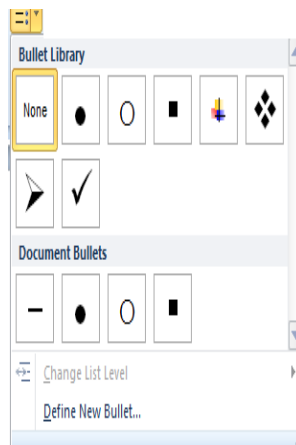 Bullet Library
None
Document Bullets
Change List Level
Define New Bullet...